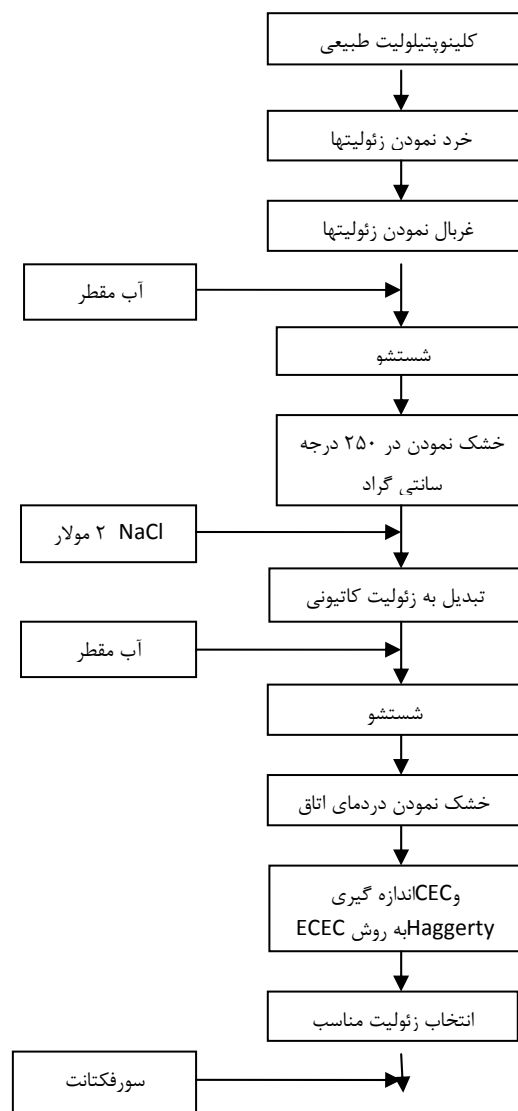 کلینوپتیلولیت طبیعی
خرد نمودن زئولیتها
غربال نمودن زئولیتها
آب مقطر
شستشو
خشک نمودن در ۲۵۰ درجه
سانتی گراد
NaCl ۲ مولار
تبدیل به زئولیت کاتیونی
آب مقطر
شستشو
خشک نمودن دردمای اتاق
وCECاندازه گیری
Haggertyبه روش ECEC
انتخاب زئولیت مناسب
سورفکتانت